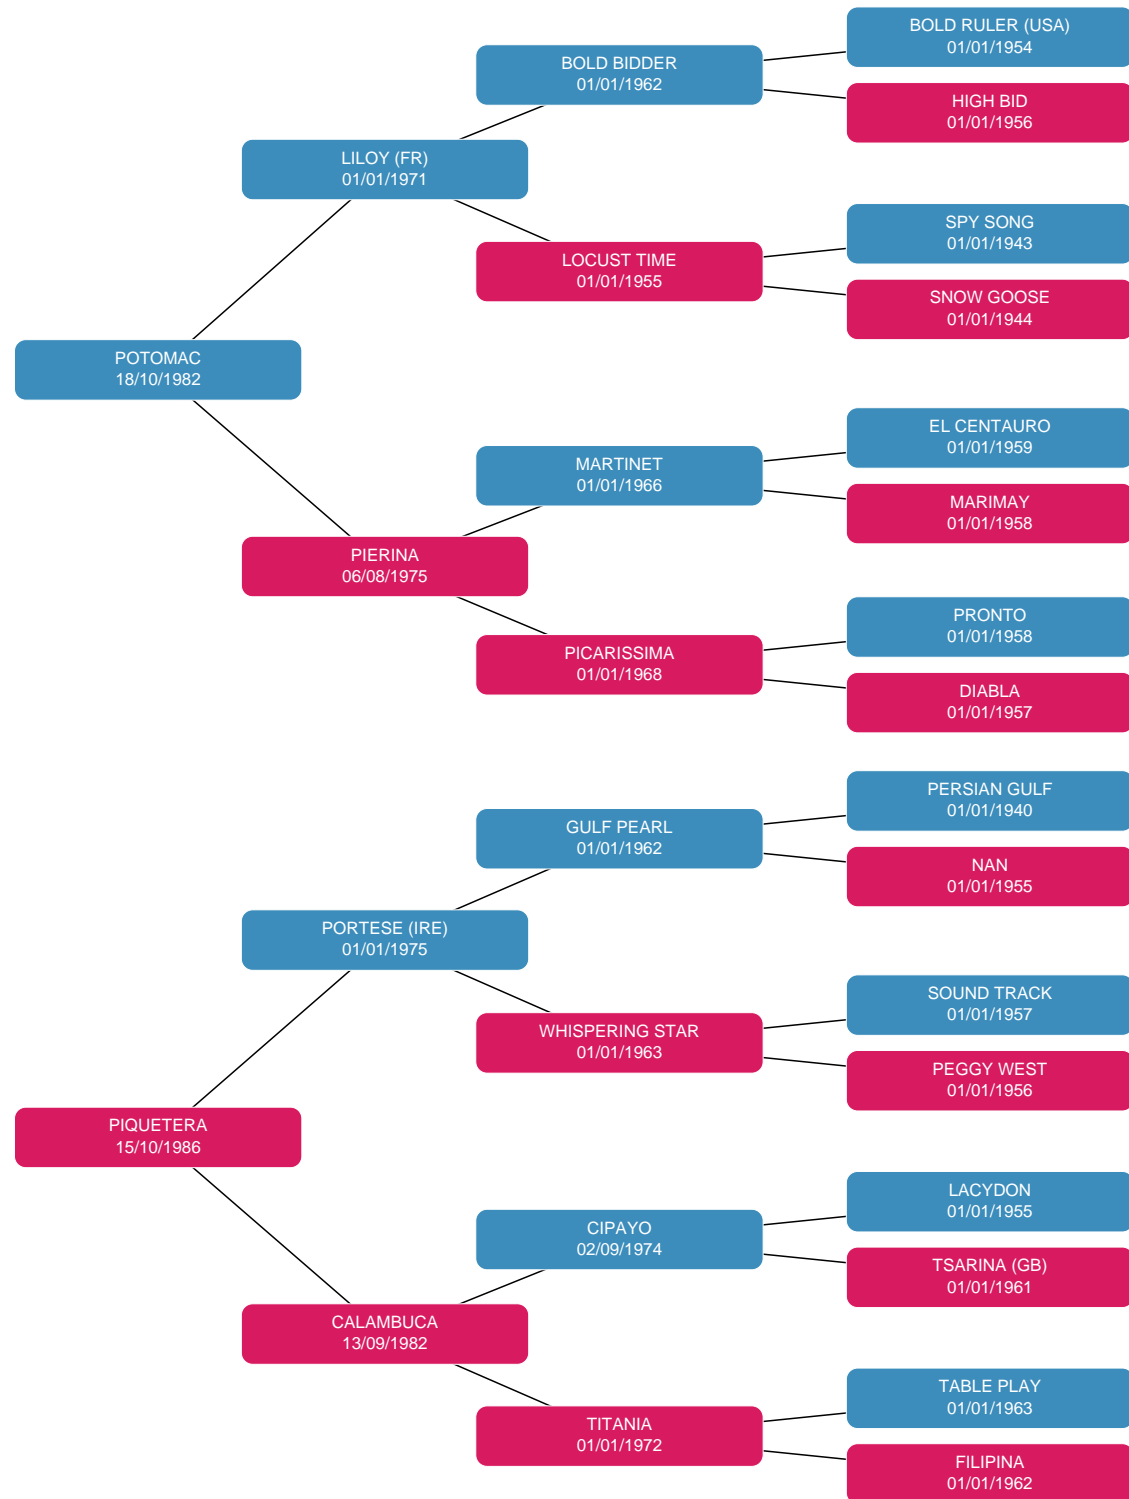 BOLD RULER (USA)
01/01/1954
BOLD BIDDER
01/01/1962
HIGH BID
01/01/1956
LILOY (FR)
01/01/1971
SPY SONG
01/01/1943
LOCUST TIME
01/01/1955
SNOW GOOSE
01/01/1944
POTOMAC
18/10/1982
EL CENTAURO
01/01/1959
MARTINET
01/01/1966
MARIMAY
01/01/1958
PIERINA
06/08/1975
PRONTO
01/01/1958
PICARISSIMA
01/01/1968
DIABLA
01/01/1957
PERSIAN GULF
01/01/1940
GULF PEARL
01/01/1962
NAN
01/01/1955
PORTESE (IRE)
01/01/1975
SOUND TRACK
01/01/1957
WHISPERING STAR
01/01/1963
PEGGY WEST
01/01/1956
PIQUETERA
15/10/1986
LACYDON
01/01/1955
CIPAYO
02/09/1974
TSARINA (GB)
01/01/1961
CALAMBUCA
13/09/1982
TABLE PLAY
01/01/1963
TITANIA
01/01/1972
FILIPINA
01/01/1962